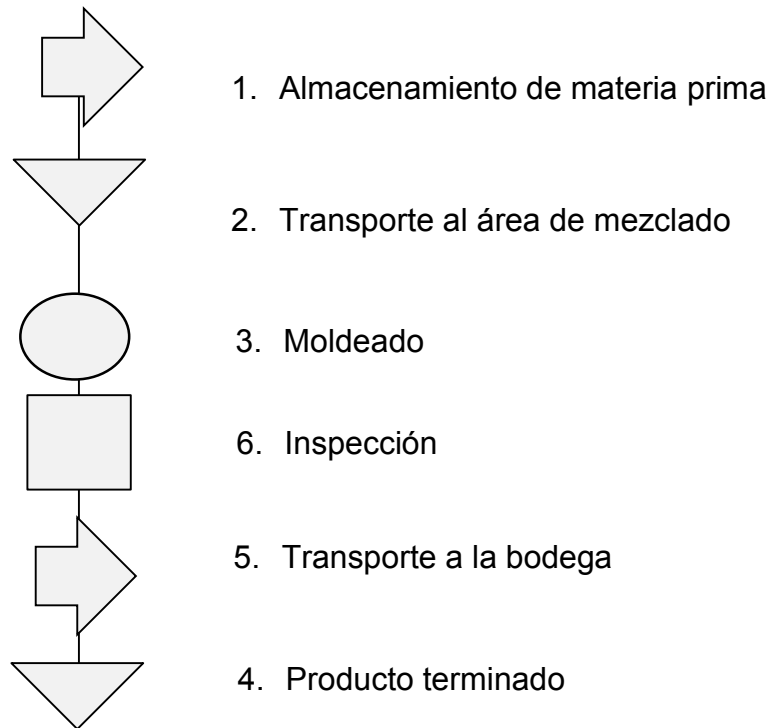 1. Almacenamiento de materia prima
2. Transporte al área de mezclado
3. Moldeado
6. Inspección
5. Transporte a la bodega
4. Producto terminado